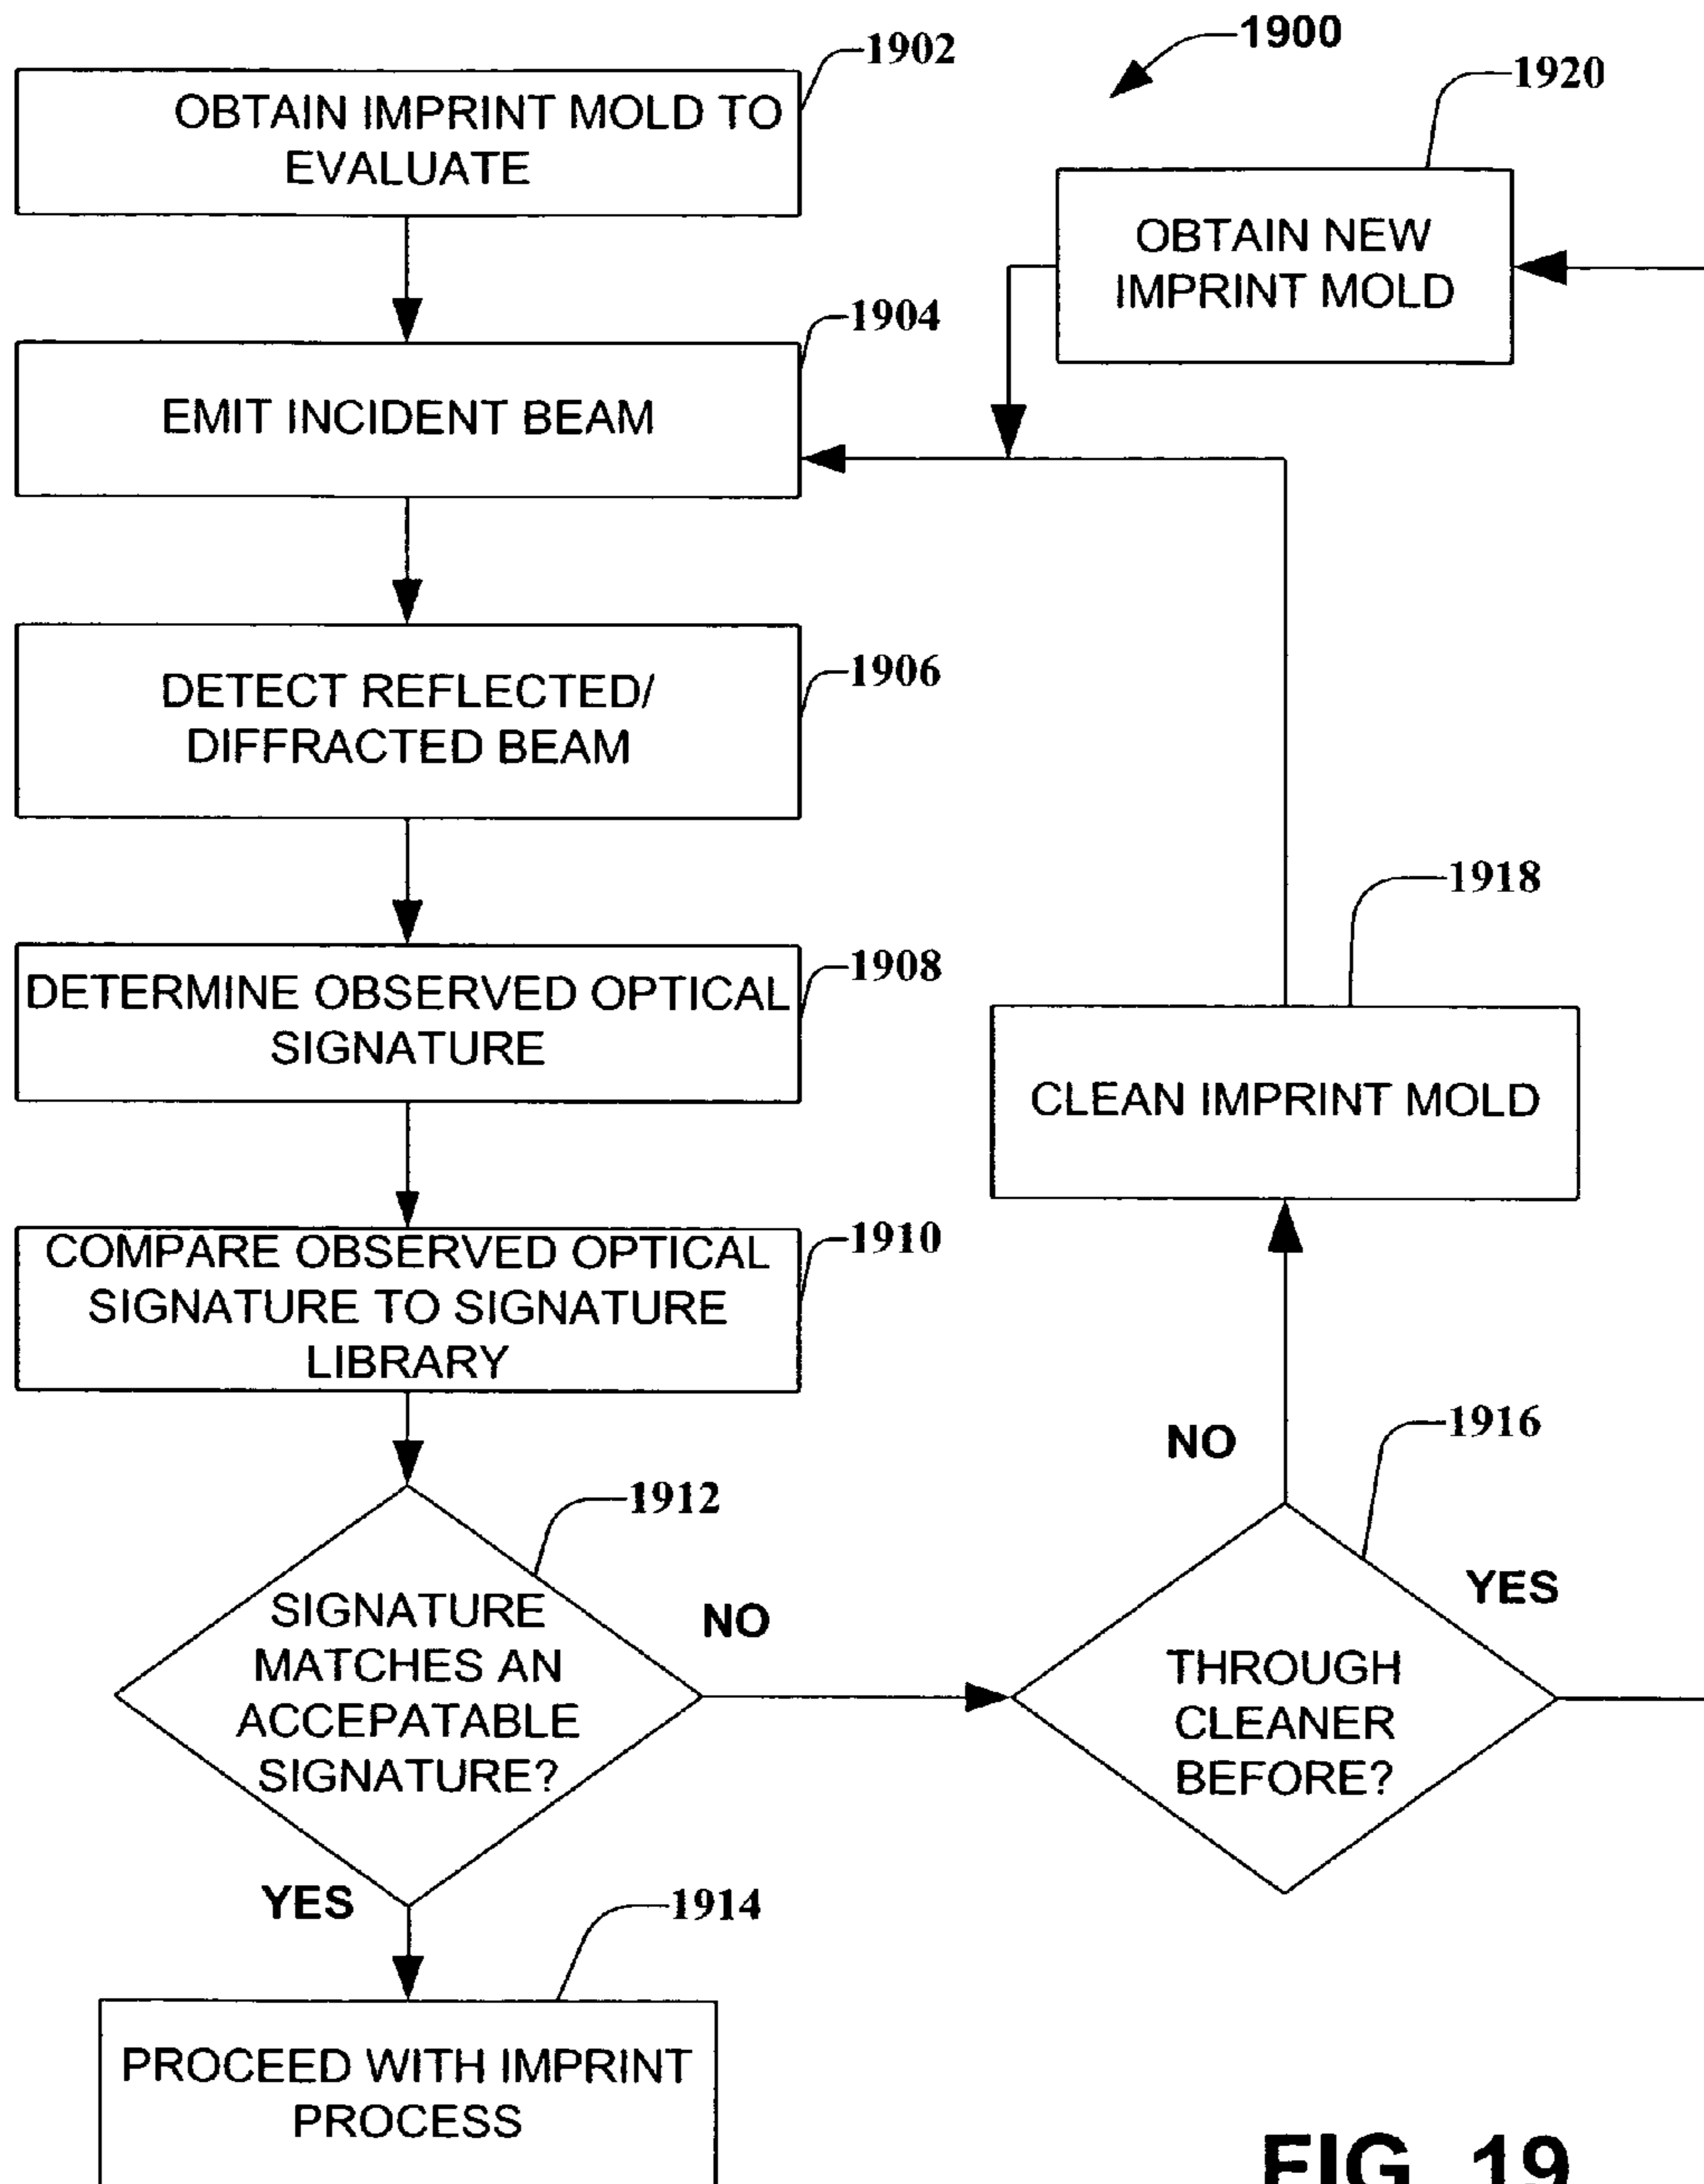 1900
1902
OBTAIN IMPRINT MOLD TO
EVALUATE
1920
OBTAIN NEW
IMPRINT MOLD
1904
EMIT INCIDENT BEAM
1906
DETECT REFLECTED/
DIFFRACTED BEAM
1908
DETERMINE OBSERVED OPTICAL
SIGNATURE
1918
CLEAN IMPRINT MOLD
1910
COMPARE OBSERVED OPTICAL
SIGNATURE TO SIGNATURE
LIBRARY
1912
SIGNATURE
MATCHES AN
ACCEPATABLE
SIGNATURE?
NO
YES
1916
THROUGH
CLEANER
BEFORE?
NO
YES
1914
PROCEED WITH IMPRINT
PROCESS
FIG. 19